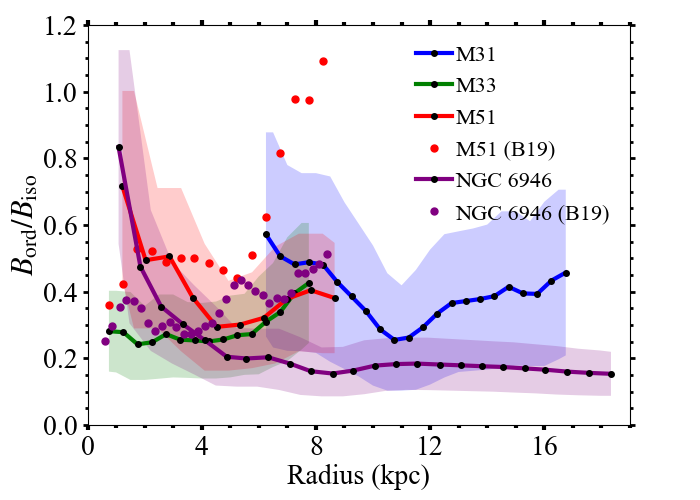 1.2
1.0
0.8
0.6
0.4
0.2
0.0
B_ord/B_iso
M31
M33
M51
M51 (B19)
NGC 6946
NGC 6946 (B19)
0 4 8 12 16
Radius (kpc)